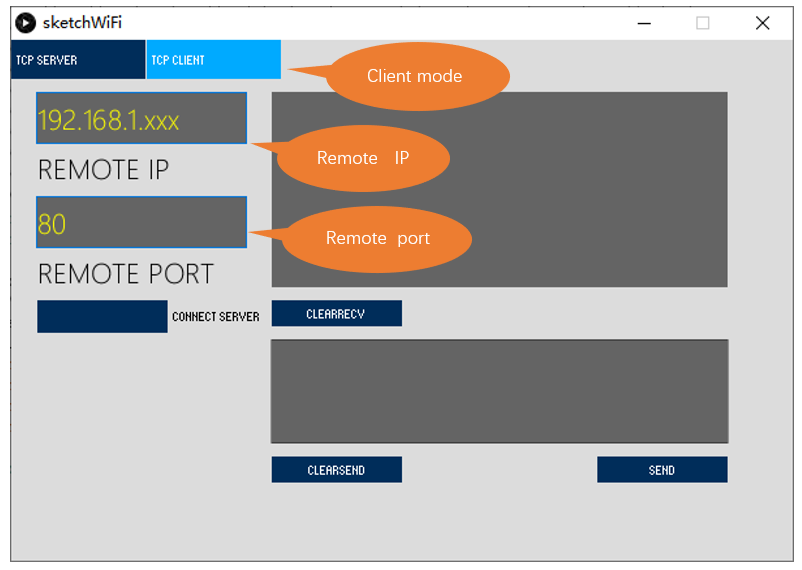 sketchWiFi
TCP SERVER
TCP CLIENT
Client mode
192.168.1.xxx
Remote IP
REMOTE IP
80
Remote port
REMOTE PORT
CONNECT SERVER
CLEARRECV
CLEARSEND
SEND